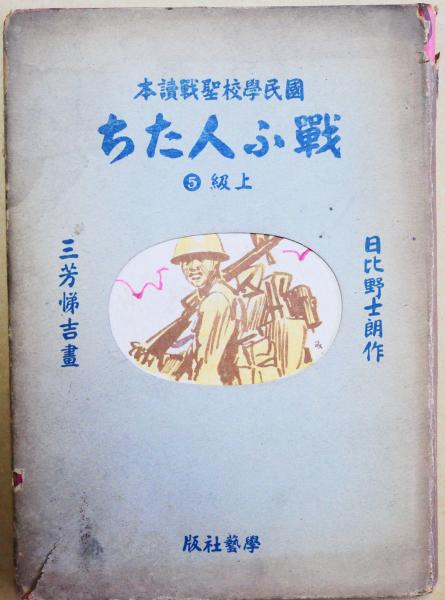 國民學校聖戰讀本
戰ふ人たち
上級 5
日比野士朗作
三芳悌吉畫
學藝社版